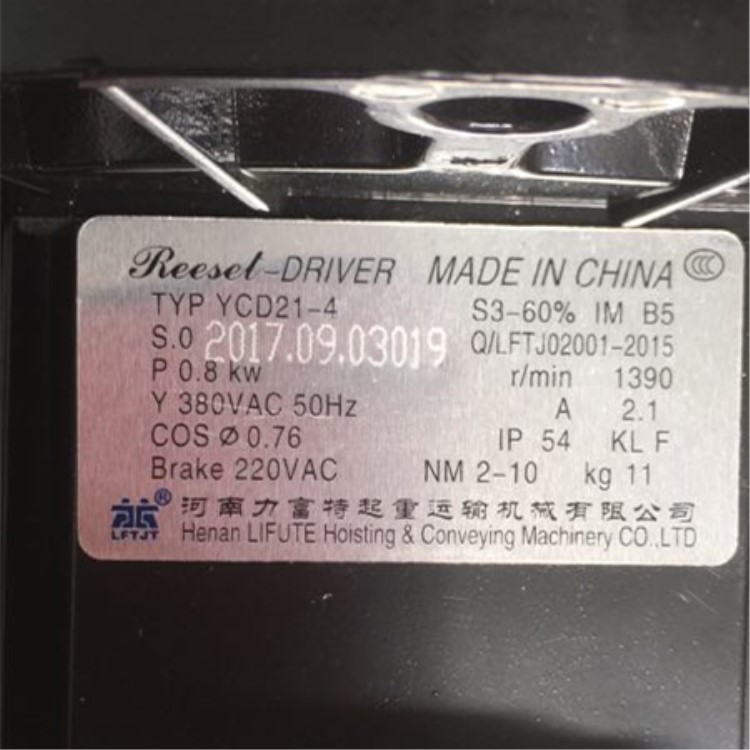 Reesel-DRIVER MADE IN CHINA
TYP YCD21-4 S3-60% IM B5
S.0 2017.09.03019 Q/LFTJ02001-2015
P 0.8 kw r/min 1390
Y 380VAC 50Hz A 2.1
COS Ø 0.76 IP 54 KL F
Brake 220VAC NM 2-10 kg 11
LFTJT ® 河南力富特起重运输机械有限公司
Henan LIFUTE Hoisting & Conveying Machinery CO.,LTD